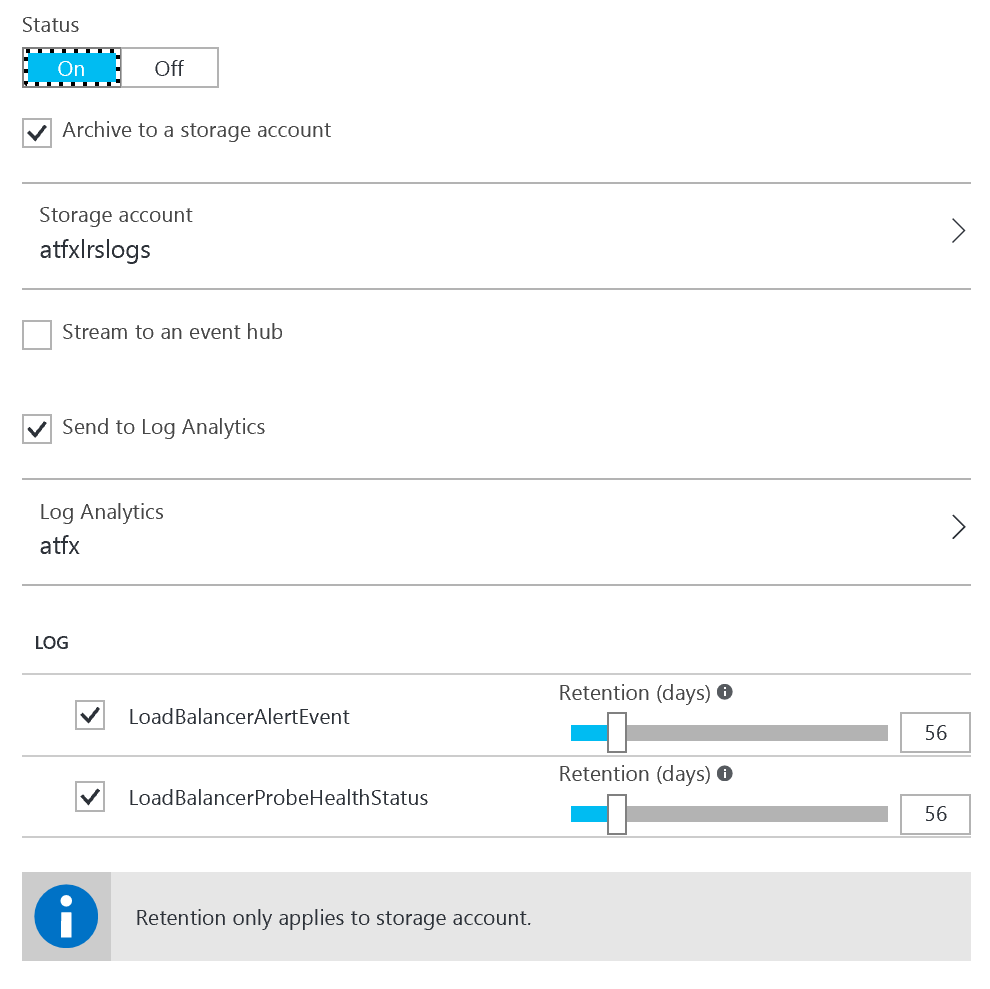 Status
On Off
Archive to a storage account
Storage account
atfxlrslogs
Stream to an event hub
Send to Log Analytics
Log Analytics
atfx
LOG
Retention (days)
LoadBalancerAlertEvent
56
Retention (days)
LoadBalancerProbeHealthStatus
56
Retention only applies to storage account.